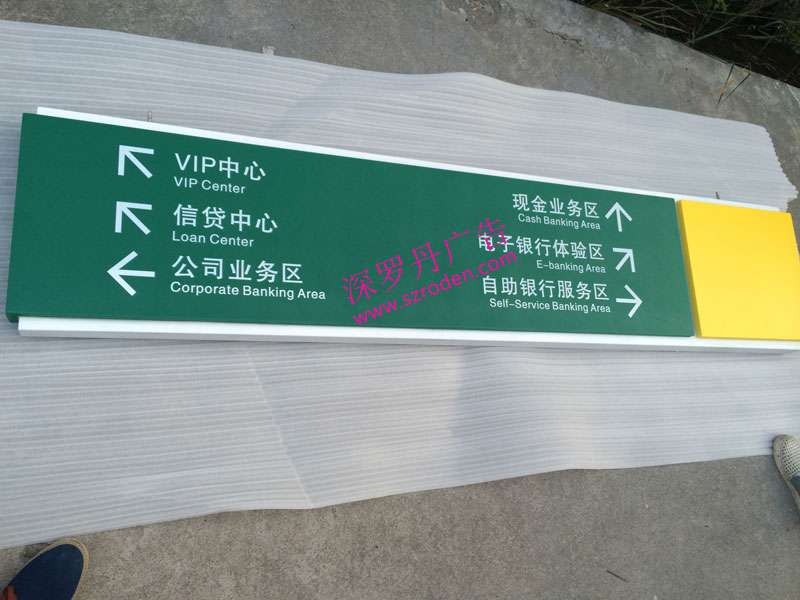 VIP中心
VIP Center
信贷中心
Loan Center
公司业务区
Corporate Banking Area
现金业务区
Cash Banking Area
电子银行体验区
E-banking Area
自助银行服务区
Self-Service Banking Area
深罗丹广告
www.szroden.com